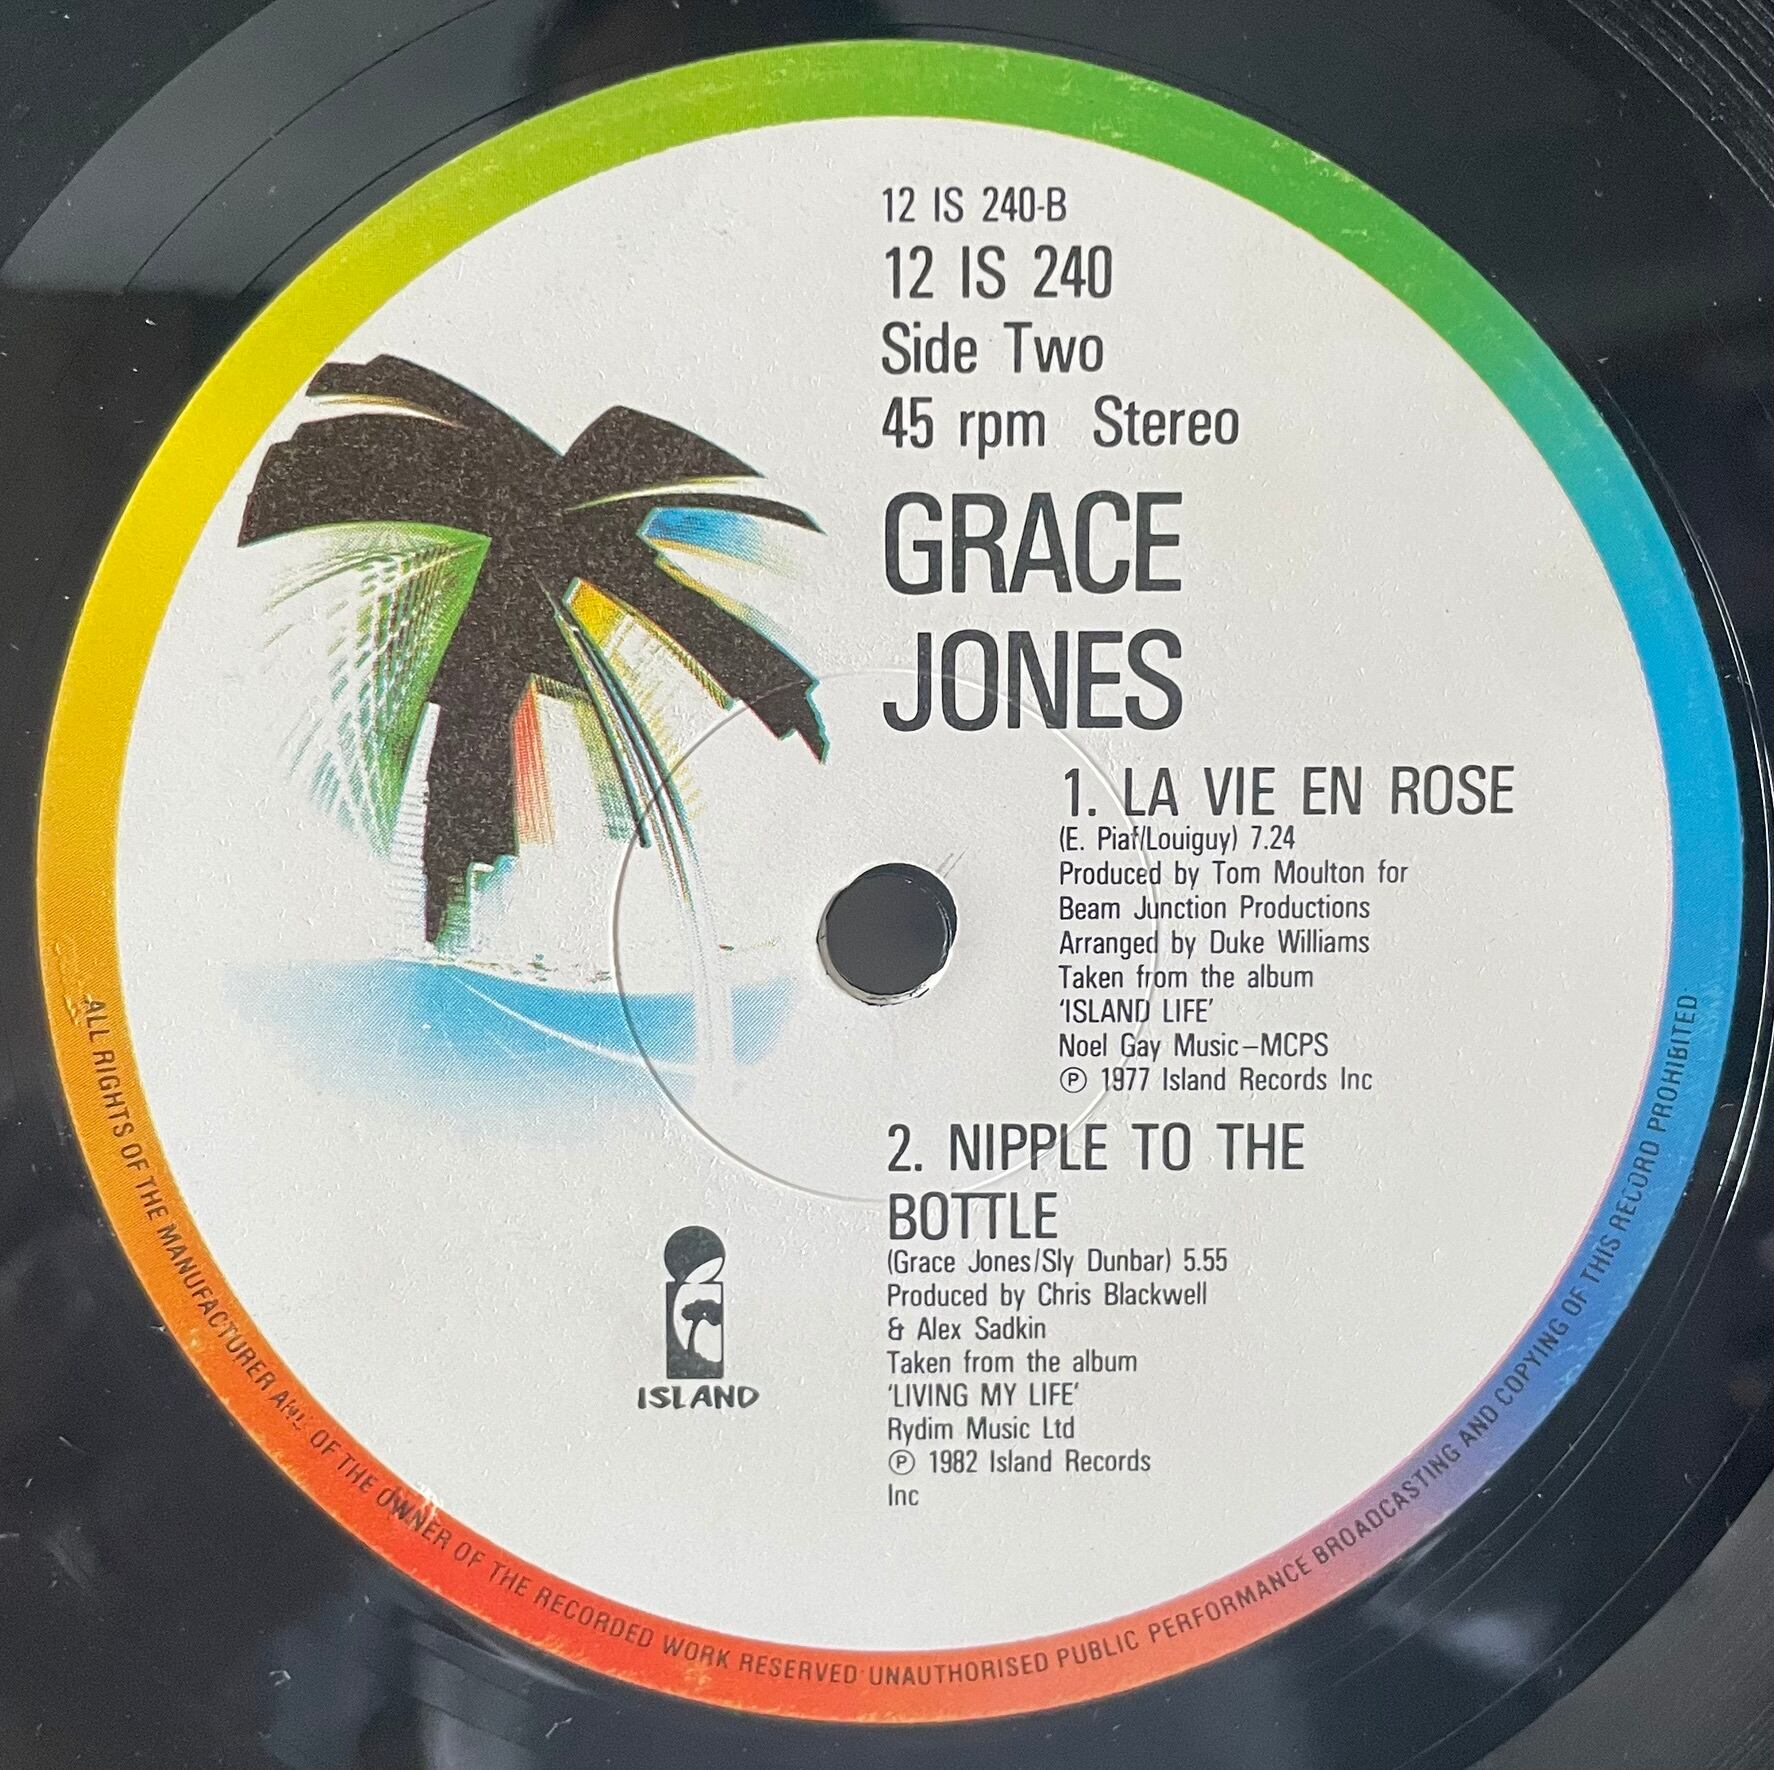 12 IS 240-B
12 IS 240
Side Two
45 rpm Stereo
GRACE
JONES
1. LA VIE EN ROSE
(E. Piaf/Louiguy) 7.24
Produced by Tom Moulton for
Beam Junction Productions
Arranged by Duke Williams
Taken from the album
'ISLAND LIFE'
Noel Gay Music–MCPS
Ⓟ 1977 Island Records Inc
2. NIPPLE TO THE
BOTTLE
(Grace Jones/Sly Dunbar) 5.55
Produced by Chris Blackwell
& Alex Sadkin
Taken from the album
'LIVING MY LIFE'
Rydim Music Ltd
Ⓟ 1982 Island Records
Inc
ISLAND
ALL RIGHTS OF THE MANUFACTURER AND OF THE OWNER OF THE RECORDED WORK RESERVED·UNAUTHORISED PUBLIC PERFORMANCE BROADCASTING AND COPYING OF THIS RECORD PROHIBITED·